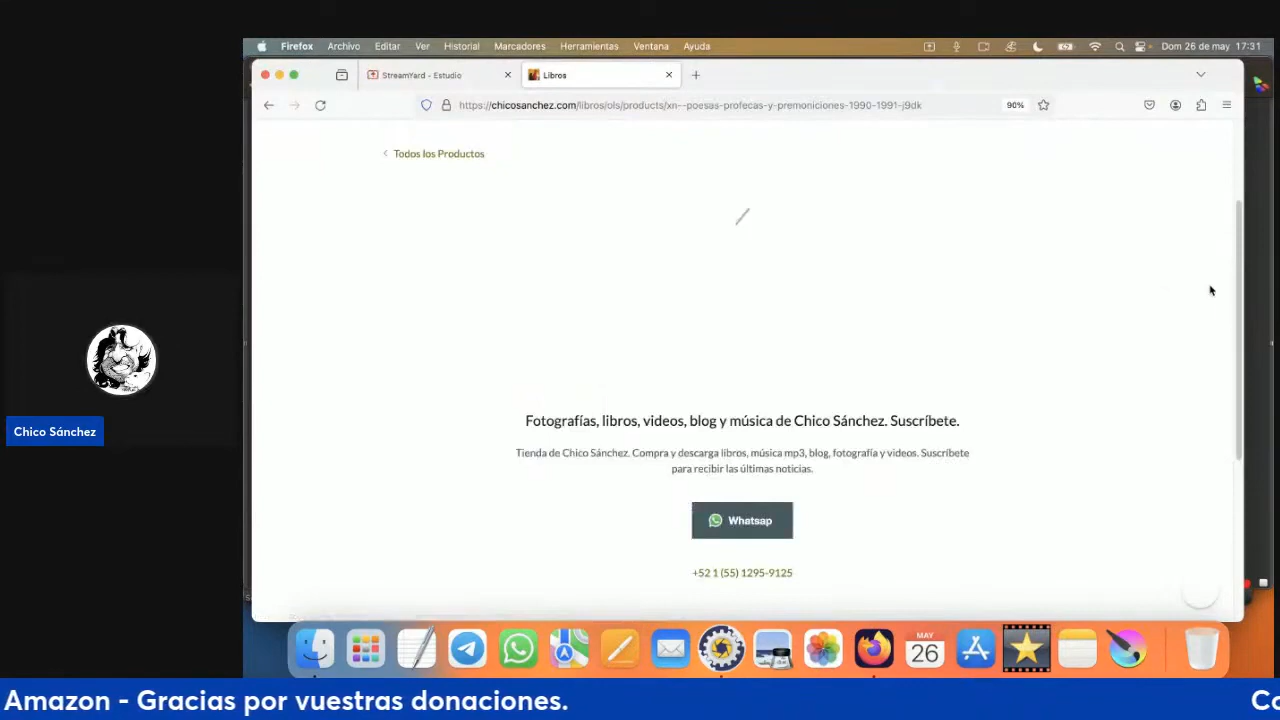 Firefox Archivo Editar Ver Historial Marcadores Herramientas Ventana Ayuda Dom 26 de may 17:31
StreamYard - Estudio
Libros
https://chicosanchez.com/libros/ols/products/xn--poesas-profecas-y-premoniciones-1990-1991-j9dk 90%
Todos los Productos
Fotografías, libros, videos, blog y música de Chico Sánchez. Suscríbete.
Tienda de Chico Sánchez. Compra y descarga libros, música mp3, blog, fotografía y videos. Suscríbete
para recibir las últimas noticias.
Whatsap
+52 1 (55) 1295-9125
Chico Sánchez
MAY
26
Amazon - Gracias por vuestras donaciones.